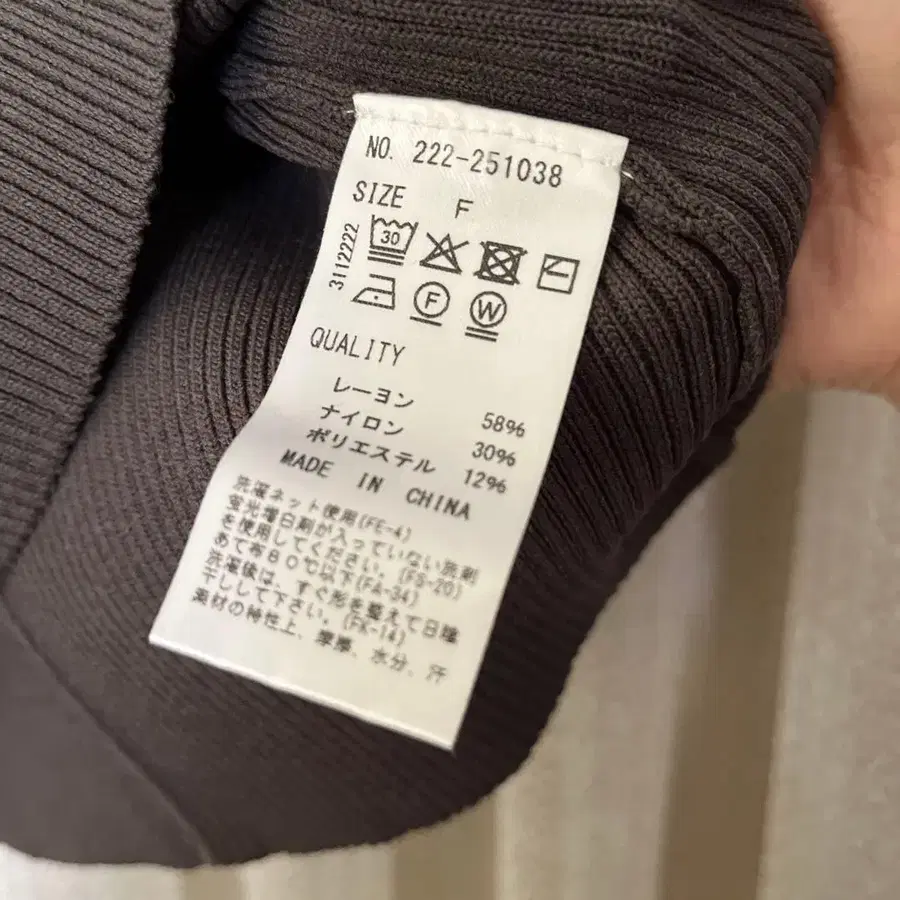 NO. 222-251038
SIZE F
3112222
30
F W
QUALITY
レーヨン 58%
ナイロン 30%
ポリエステル 12%
MADE IN CHINA
洗濯ネット使用(FE-4)
蛍光増白剤が入っていない洗剤
を使用してください。(FS-20)
あて布80℃以下(FA-34)
洗濯後は、すぐ形を整えて日陰
干しして下さい。(FK-14)
素材の特性上、摩擦、水分、汗